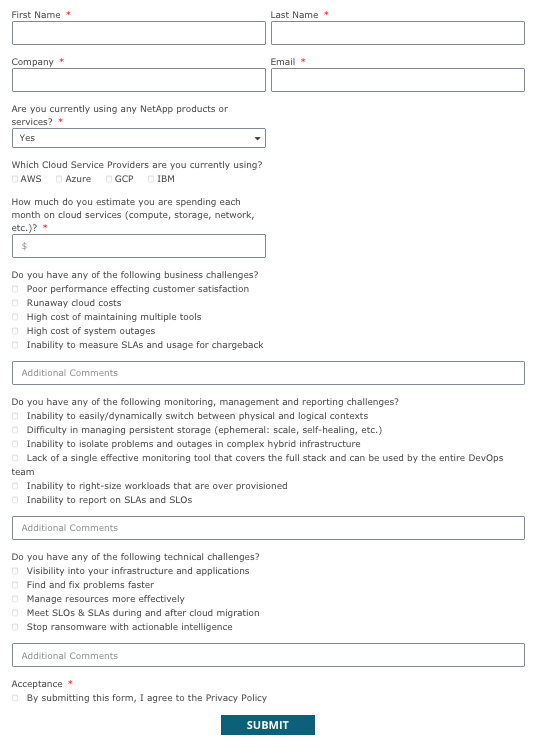 First Name *
Last Name *
Company *
Email *
Are you currently using any NetApp products or
services? *
Yes
Which Cloud Service Providers are you currently using?
AWS Azure GCP IBM
How much do you estimate you are spending each
month on cloud services (compute, storage, network,
etc.)? *
$
Do you have any of the following business challenges?
Poor performance effecting customer satisfaction
Runaway cloud costs
High cost of maintaining multiple tools
High cost of system outages
Inability to measure SLAs and usage for chargeback
Additional Comments
Do you have any of the following monitoring, management and reporting challenges?
Inability to easily/dynamically switch between physical and logical contexts
Difficulty in managing persistent storage (ephemeral: scale, self-healing, etc.)
Inability to isolate problems and outages in complex hybrid infrastructure
Lack of a single effective monitoring tool that covers the full stack and can be used by the entire DevOps
team
Inability to right-size workloads that are over provisioned
Inability to report on SLAs and SLOs
Additional Comments
Do you have any of the following technical challenges?
Visibility into your infrastructure and applications
Find and fix problems faster
Manage resources more effectively
Meet SLOs & SLAs during and after cloud migration
Stop ransomware with actionable intelligence
Additional Comments
Acceptance *
By submitting this form, I agree to the Privacy Policy
SUBMIT